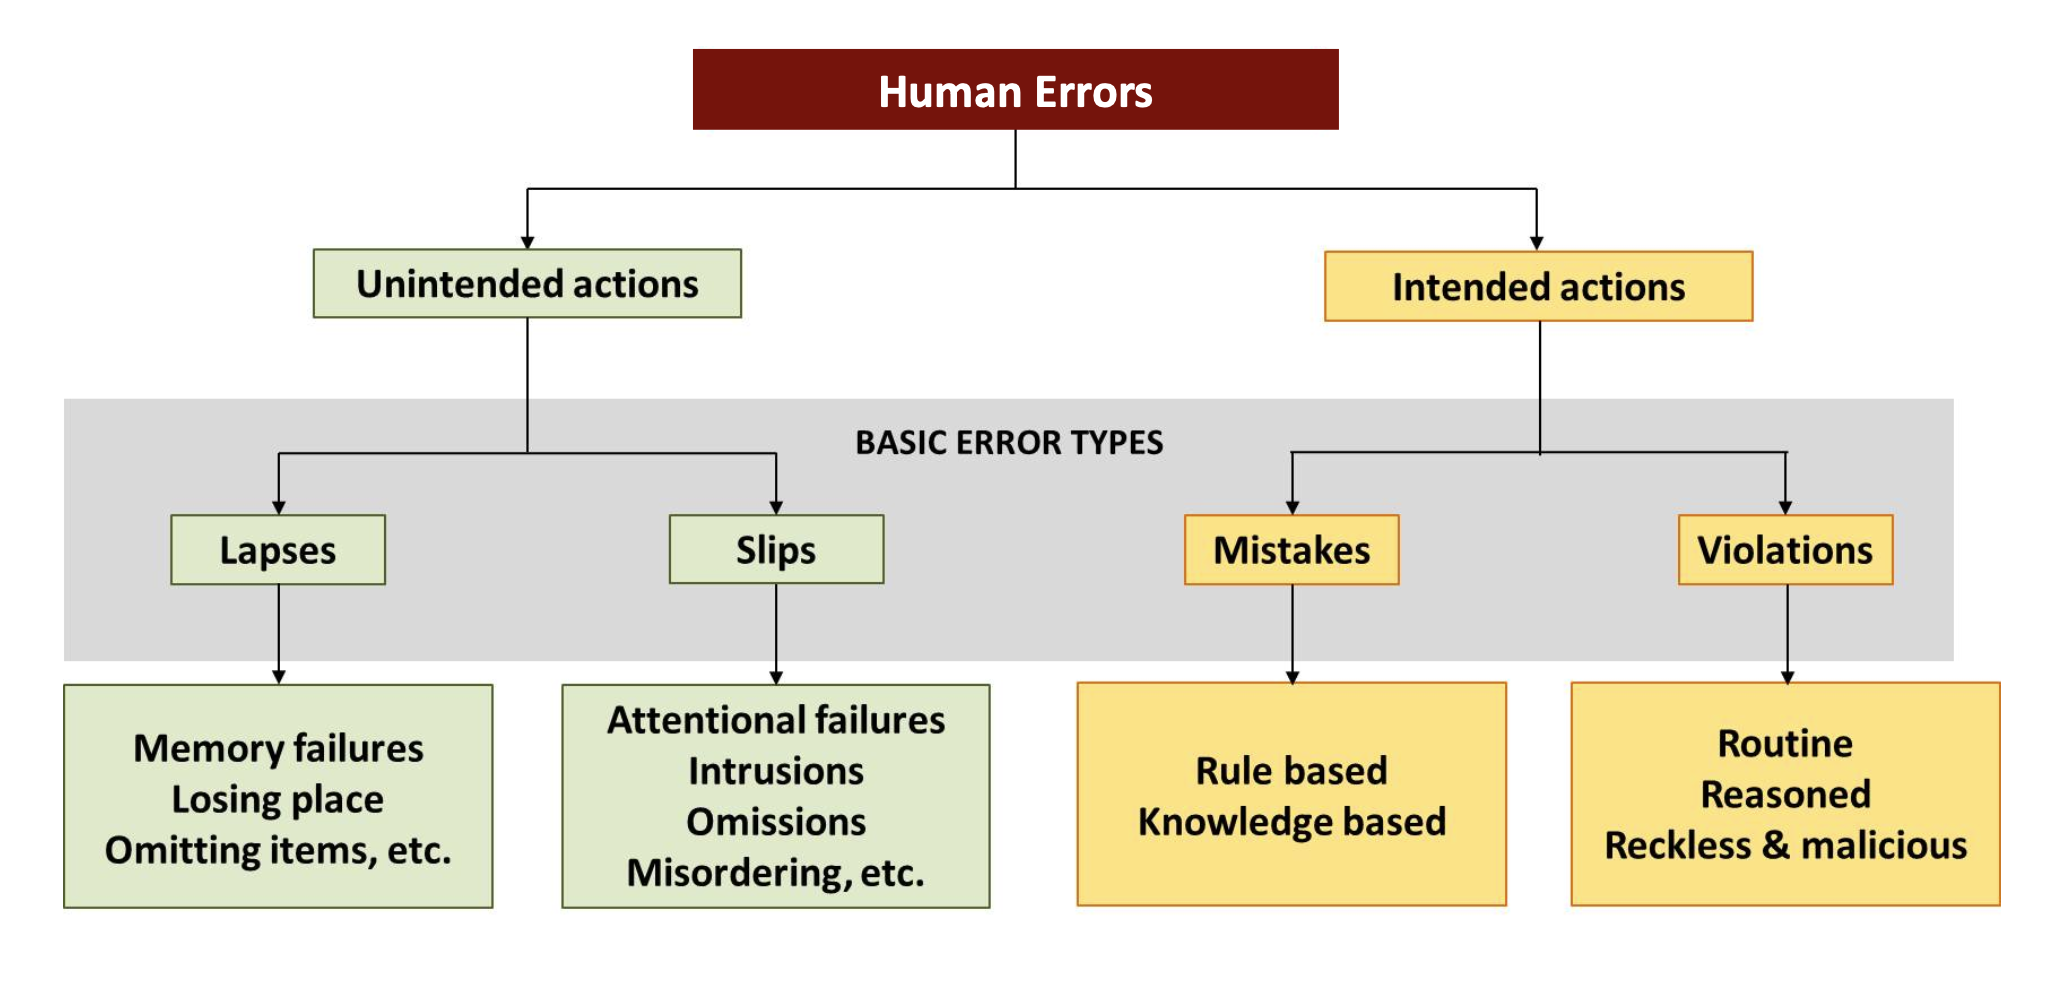 Human Errors
Unintended actions
Intended actions
BASIC ERROR TYPES
Lapses
Slips
Mistakes
Violations
Memory failures
Losing place
Omitting items, etc.
Attentional failures
Intrusions
Omissions
Misordering, etc.
Rule based
Knowledge based
Routine
Reasoned
Reckless & malicious